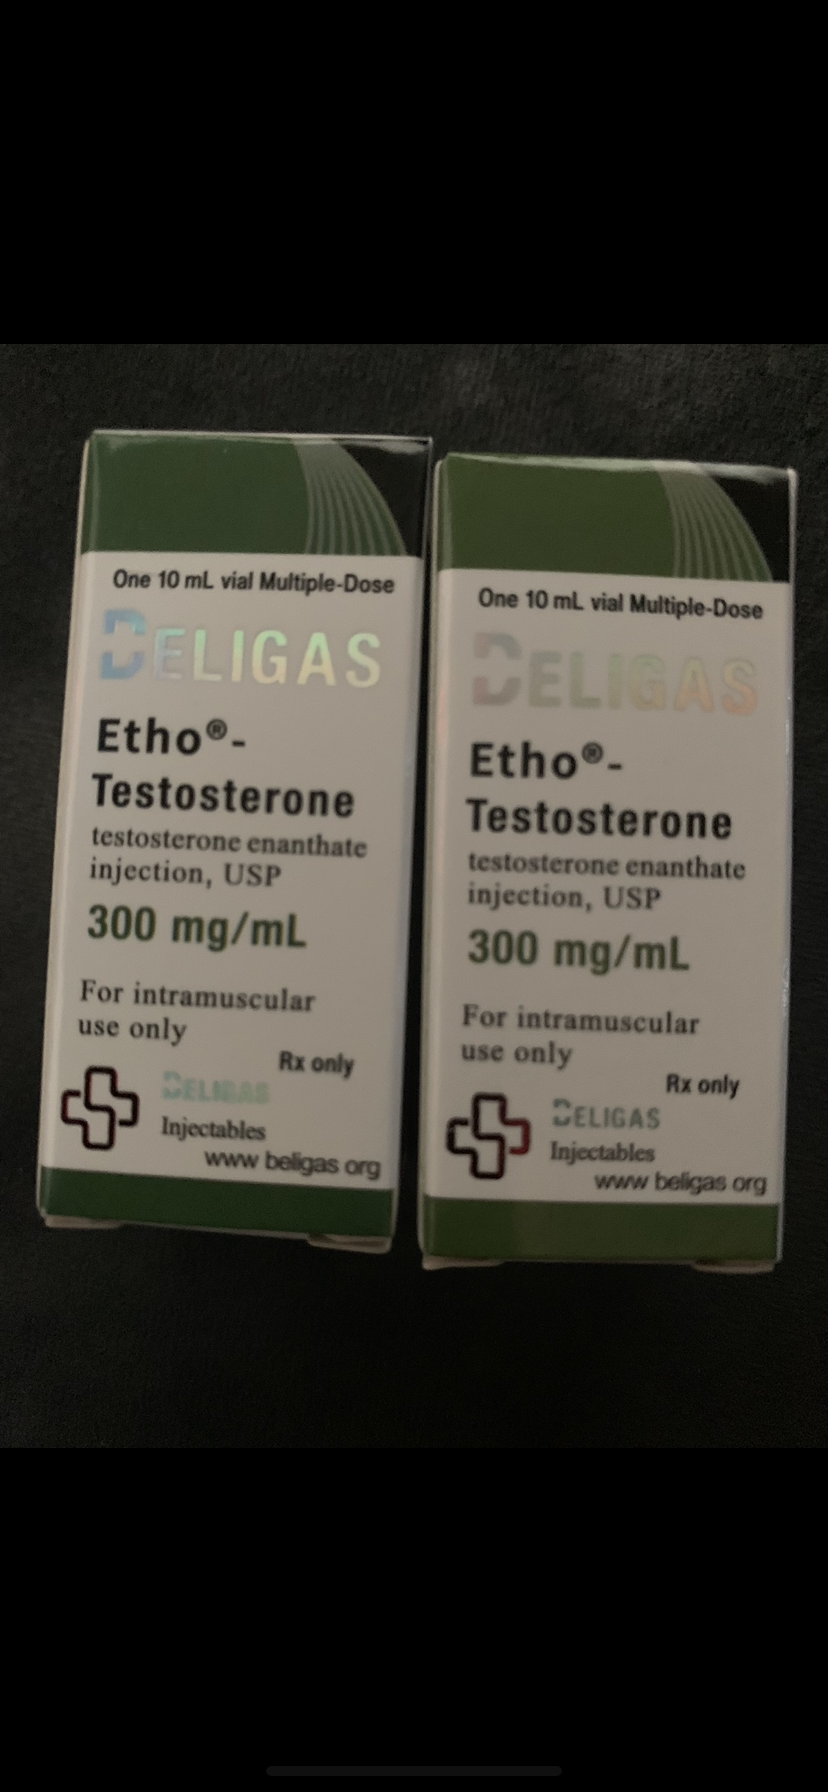 One 10 mL vial Multiple-Dose
BELIGAS
Etho®-
Testosterone
testosterone enanthate
injection, USP
300 mg/mL
For intramuscular
use only
Rx only
BELIGAS
Injectables
www beligas org
One 10 mL vial Multiple-Dose
BELIGAS
Etho®-
Testosterone
testosterone enanthate
injection, USP
300 mg/mL
For intramuscular
use only
Rx only
BELIGAS
Injectables
www beligas org